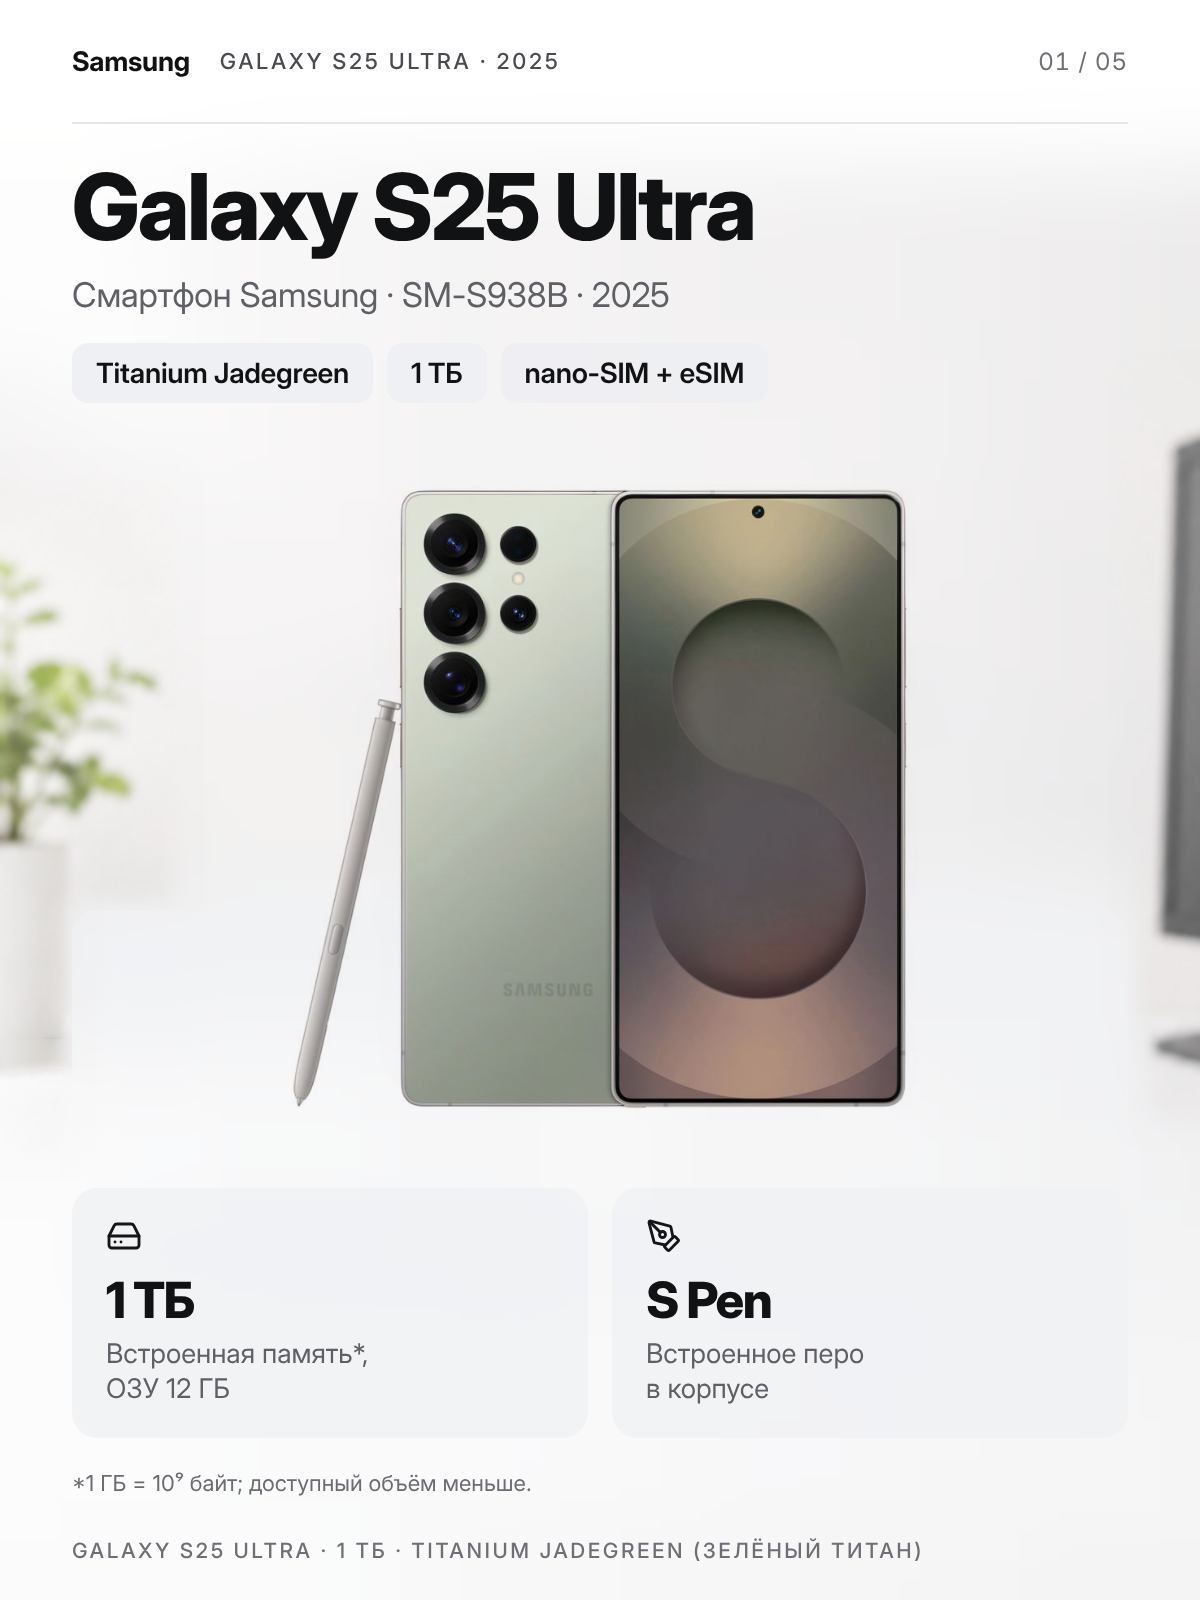 Samsung GALAXY S25 ULTRA · 2025 01 / 05
Galaxy S25 Ultra
Смартфон Samsung · SM-S938B · 2025
Titanium Jadegreen 1 ТБ nano-SIM + eSIM
SAMSUNG
1 ТБ
Встроенная память*,
ОЗУ 12 ГБ
S Pen
Встроенное перо
в корпусе
*1 ГБ = 10⁹ байт; доступный объём меньше.
GALAXY S25 ULTRA · 1 ТБ · TITANIUM JADEGREEN (ЗЕЛЁНЫЙ ТИТАН)